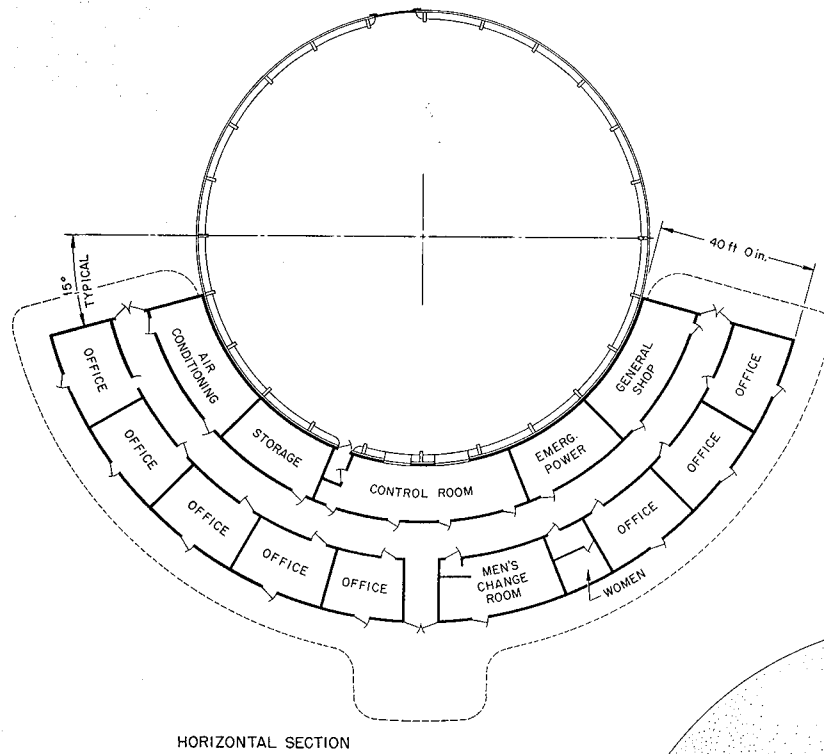 40 ft 0 in.
15°
TYPICAL
AIR
CONDITIONING
GENERAL
SHOP
OFFICE
OFFICE
STORAGE
EMERG.
POWER
OFFICE
OFFICE
CONTROL ROOM
OFFICE
OFFICE
OFFICE
OFFICE
MEN'S
CHANGE
ROOM
WOMEN
HORIZONTAL SECTION